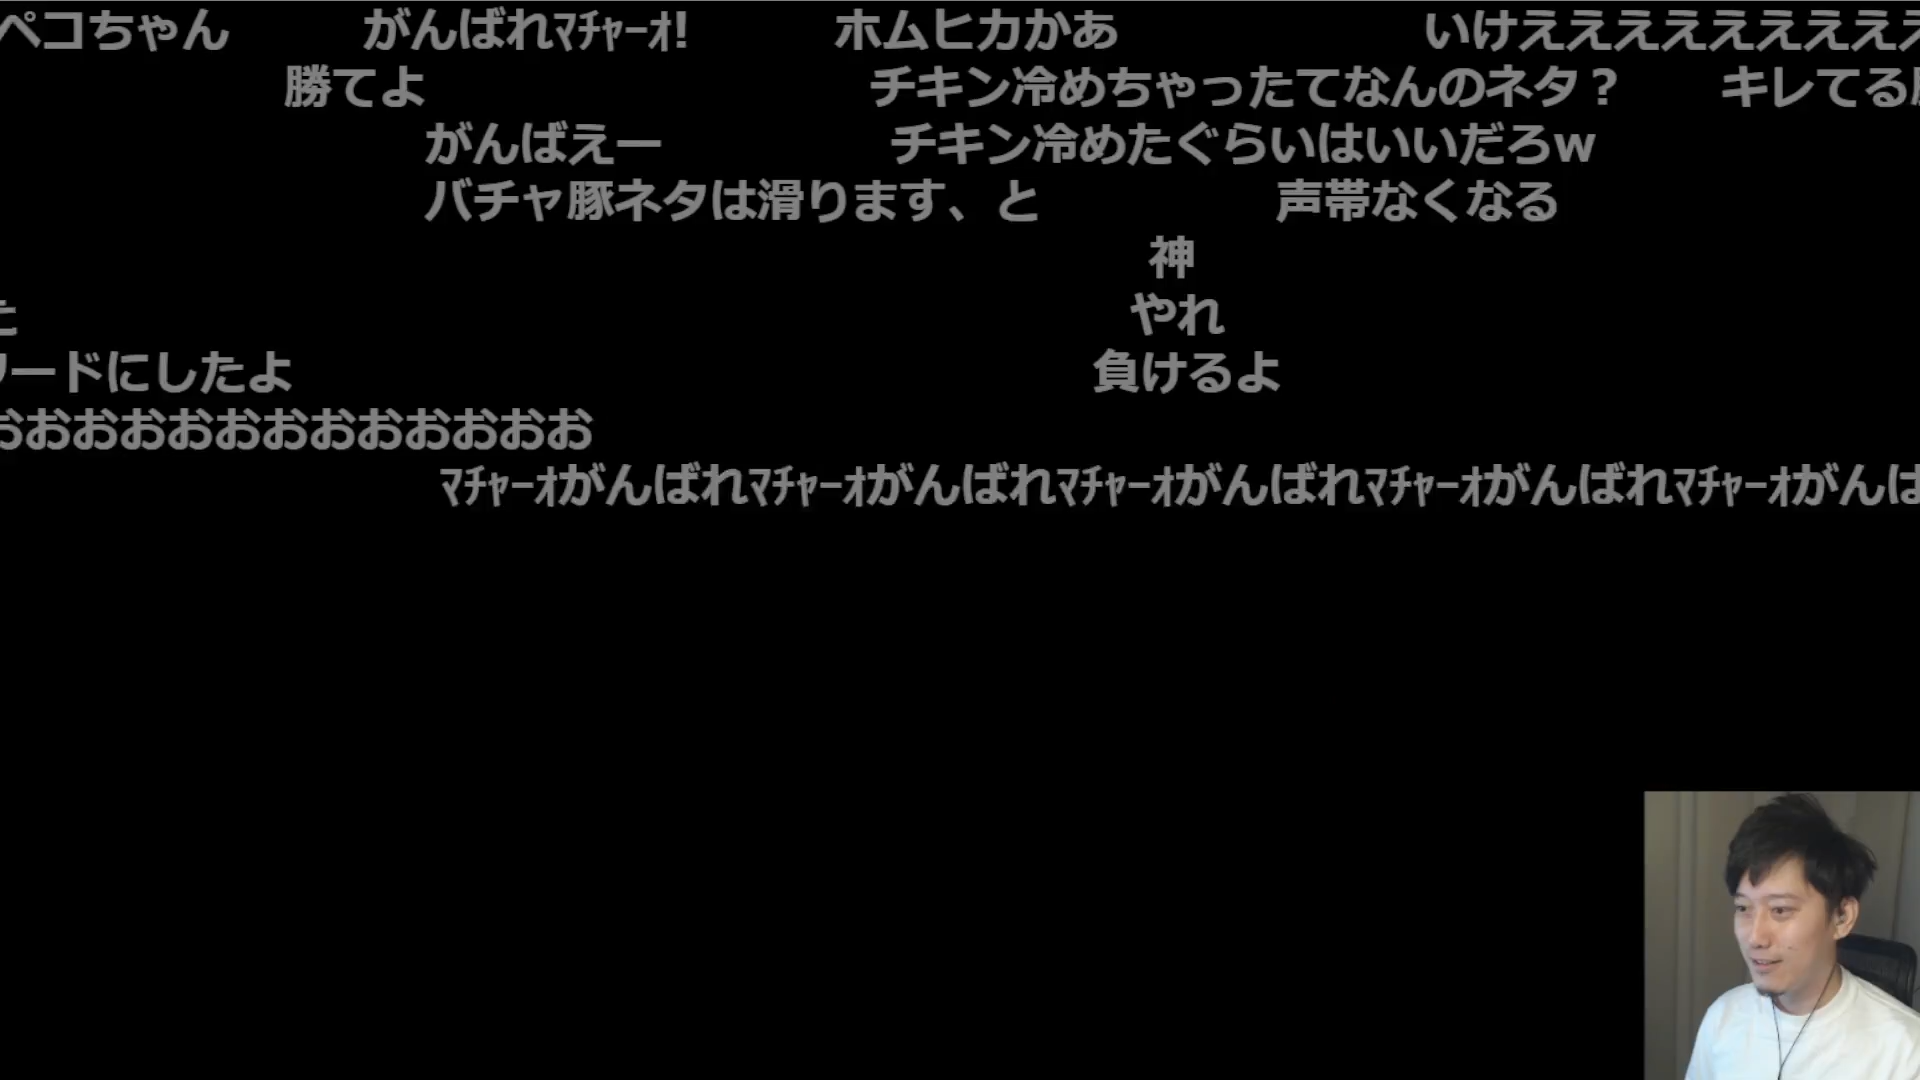 ペコちゃん がんばれﾏﾁｬｰｵ! ホムヒカかあ いけええええええええええ
勝てよ チキン冷めちゃったてなんのネタ？ キレてる
がんばえー チキン冷めたぐらいはいいだろw
バチャ豚ネタは滑ります、と 声帯なくなる
神
やれ
ードにしたよ 負けるよ
おおおおおおおおおおおおお
ﾏﾁｬｰｵがんばれﾏﾁｬｰｵがんばれﾏﾁｬｰｵがんばれﾏﾁｬｰｵがんばれﾏﾁｬｰｵがんば